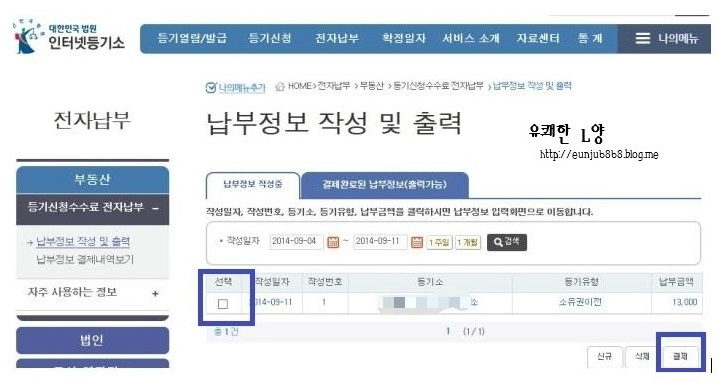 대한민국 법원
인터넷등기소
등기열람/발급 등기신청 전자납부 확정일자 서비스 소개 자료센터 통 계 나의메뉴
나의메뉴추가 HOME>전자납부 >부동산 >등기신청수수료 전자납부 >납부정보 작성 및 출력
전자납부
납부정보 작성 및 출력
유쾌한 L양
http://eunjub8b8.blog.me
부동산
납부정보 작성중 결제완료된 납부정보(출력가능)
등기신청수수료 전자납부 –
작성일자, 작성번호, 등기소, 등기유형, 납부금액를 클릭하시면 납부정보 입력화면으로 이동합니다.
→ 납부정보 작성 및 출력
납부정보 결제내역보기
• 작성일자 2014-09-04 ~ 2014-09-11 1주일 1개월 검색
자주 사용하는 정보 +
선택 작성일자 작성번호 등기소 등기유형 납부금액
2014-09-11 1 소 소유권이전 13,000
총 1 건 1 (1/1)
법인
신규 삭제 결제